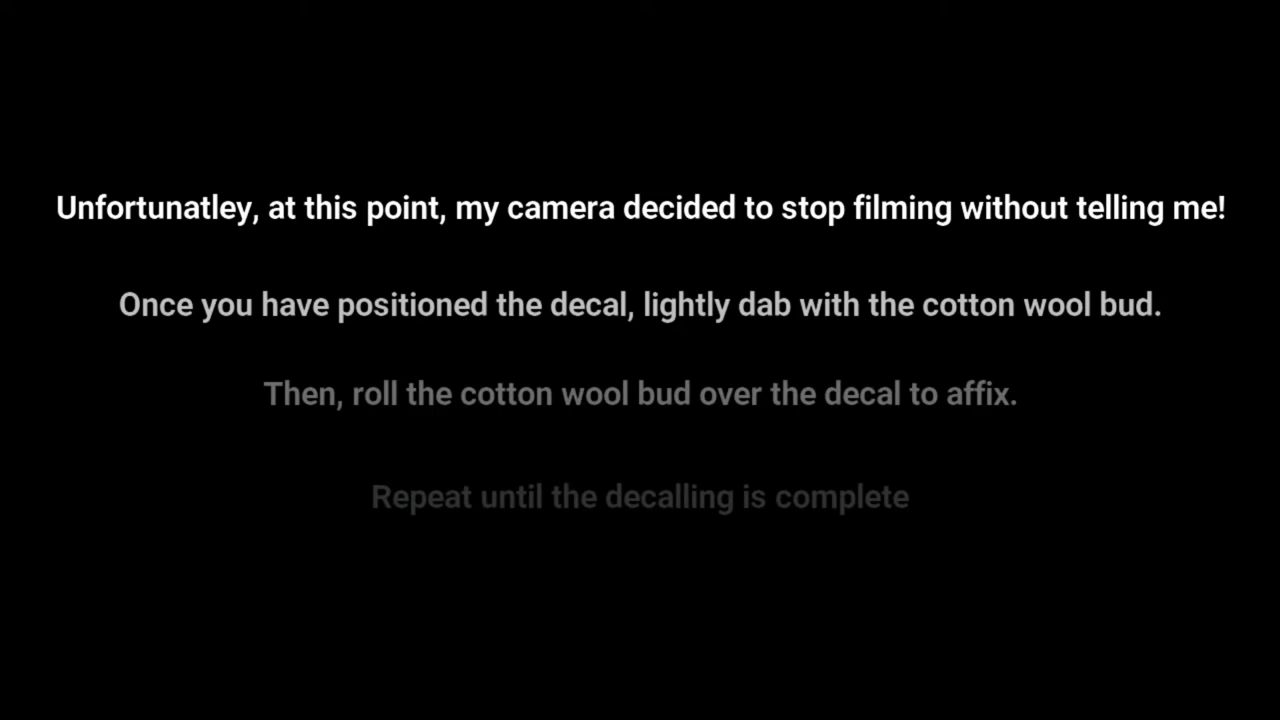 Unfortunatley, at this point, my camera decided to stop filming without telling me!
Once you have positioned the decal, lightly dab with the cotton wool bud.
Then, roll the cotton wool bud over the decal to affix.
Repeat until the decalling is complete